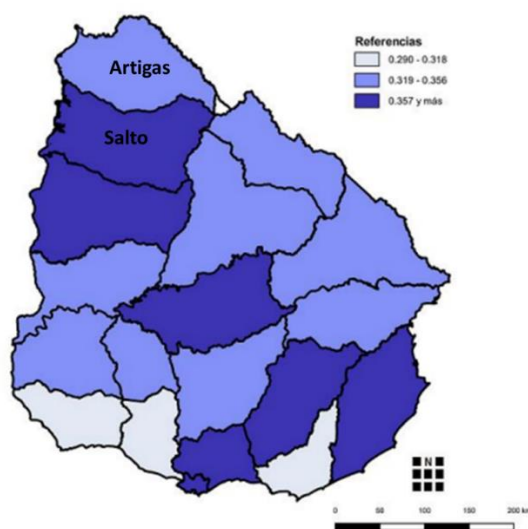 Artigas
Salto
Referencias
0.290 - 0.318
0.319 - 0.356
0.357 y más
N
0 50 100 150 200 km